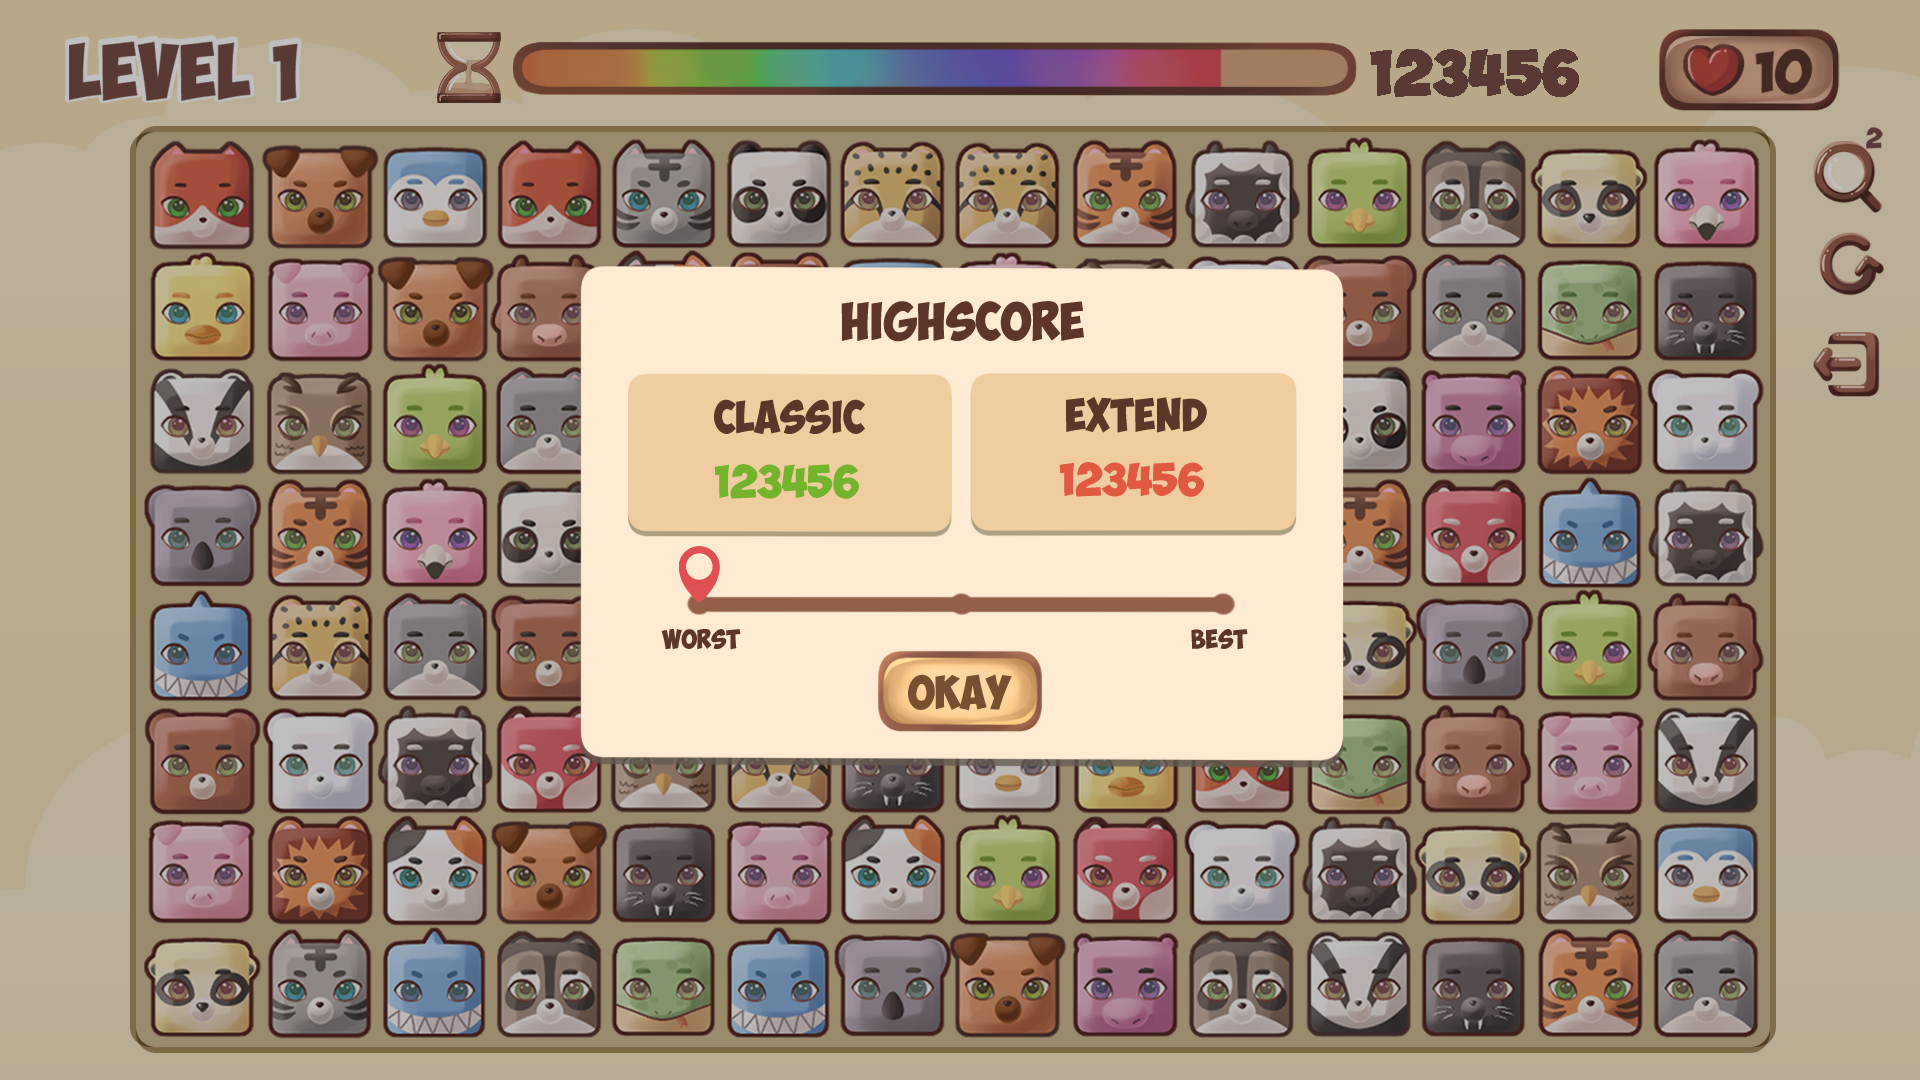 LEVEL 1
123456
10
2
HIGHSCORE
CLASSIC
123456
EXTEND
123456
WORST
BEST
OKAY